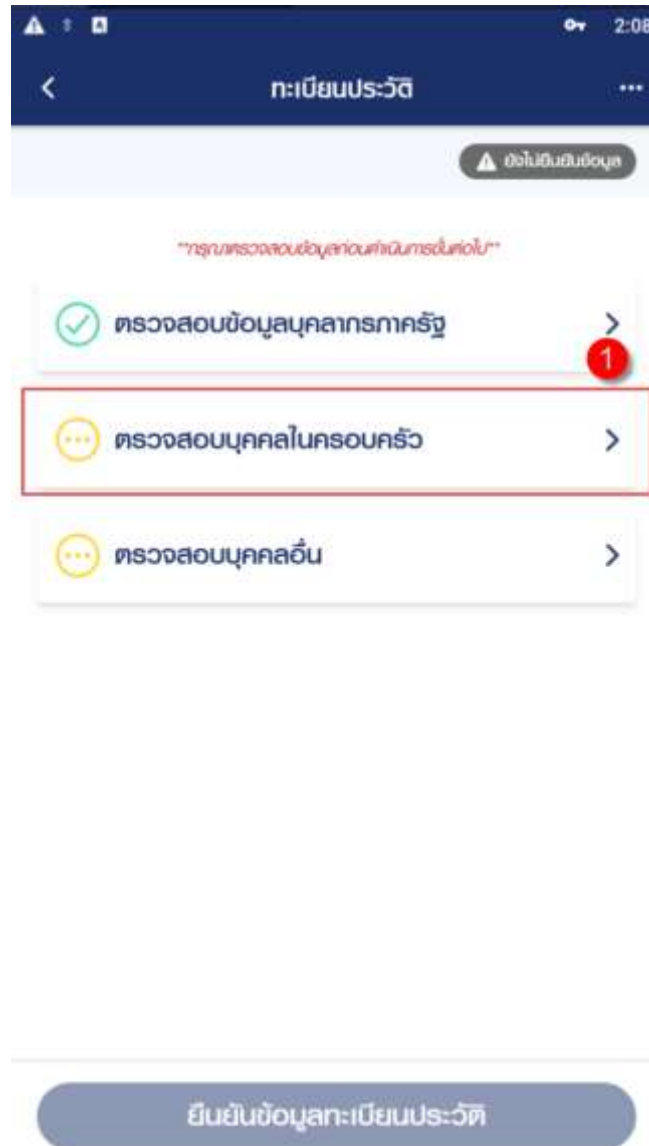 2:08
ทะเบียนประวัติ
ยังไม่ยืนยันข้อมูล
**กรุณาตรวจสอบข้อมูลก่อนดำเนินการขั้นต่อไป**
ตรวจสอบข้อมูลบุคลากรภาครัฐ
1
ตรวจสอบบุคคลในครอบครัว
ตรวจสอบบุคคลอื่น
ยืนยันข้อมูลทะเบียนประวัติ